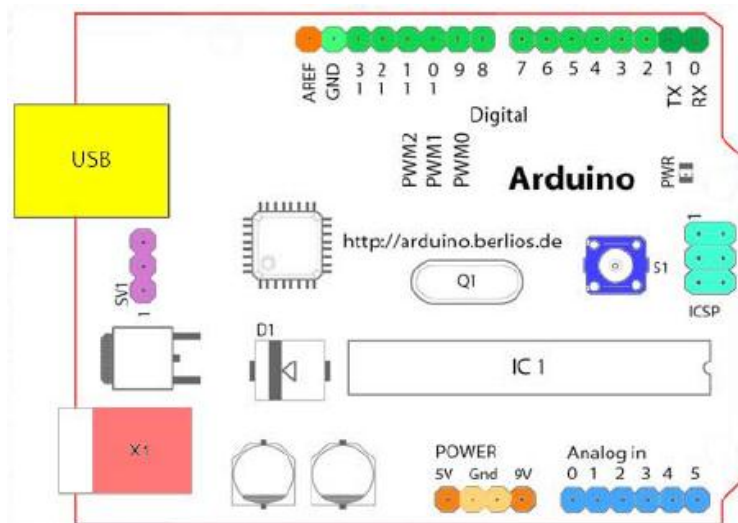 AREF GND 13 12 11 10 9 8 7 6 5 4 3 2 TX 1 RX 0
Digital
USB
PWM2 PWM1 PWM0
Arduino
PWR
1
http://arduino.berlios.de
Q1
S1
SV1
1
ICSP
D1
IC 1
X1
POWER
5V Gnd 9V
Analog in
0 1 2 3 4 5